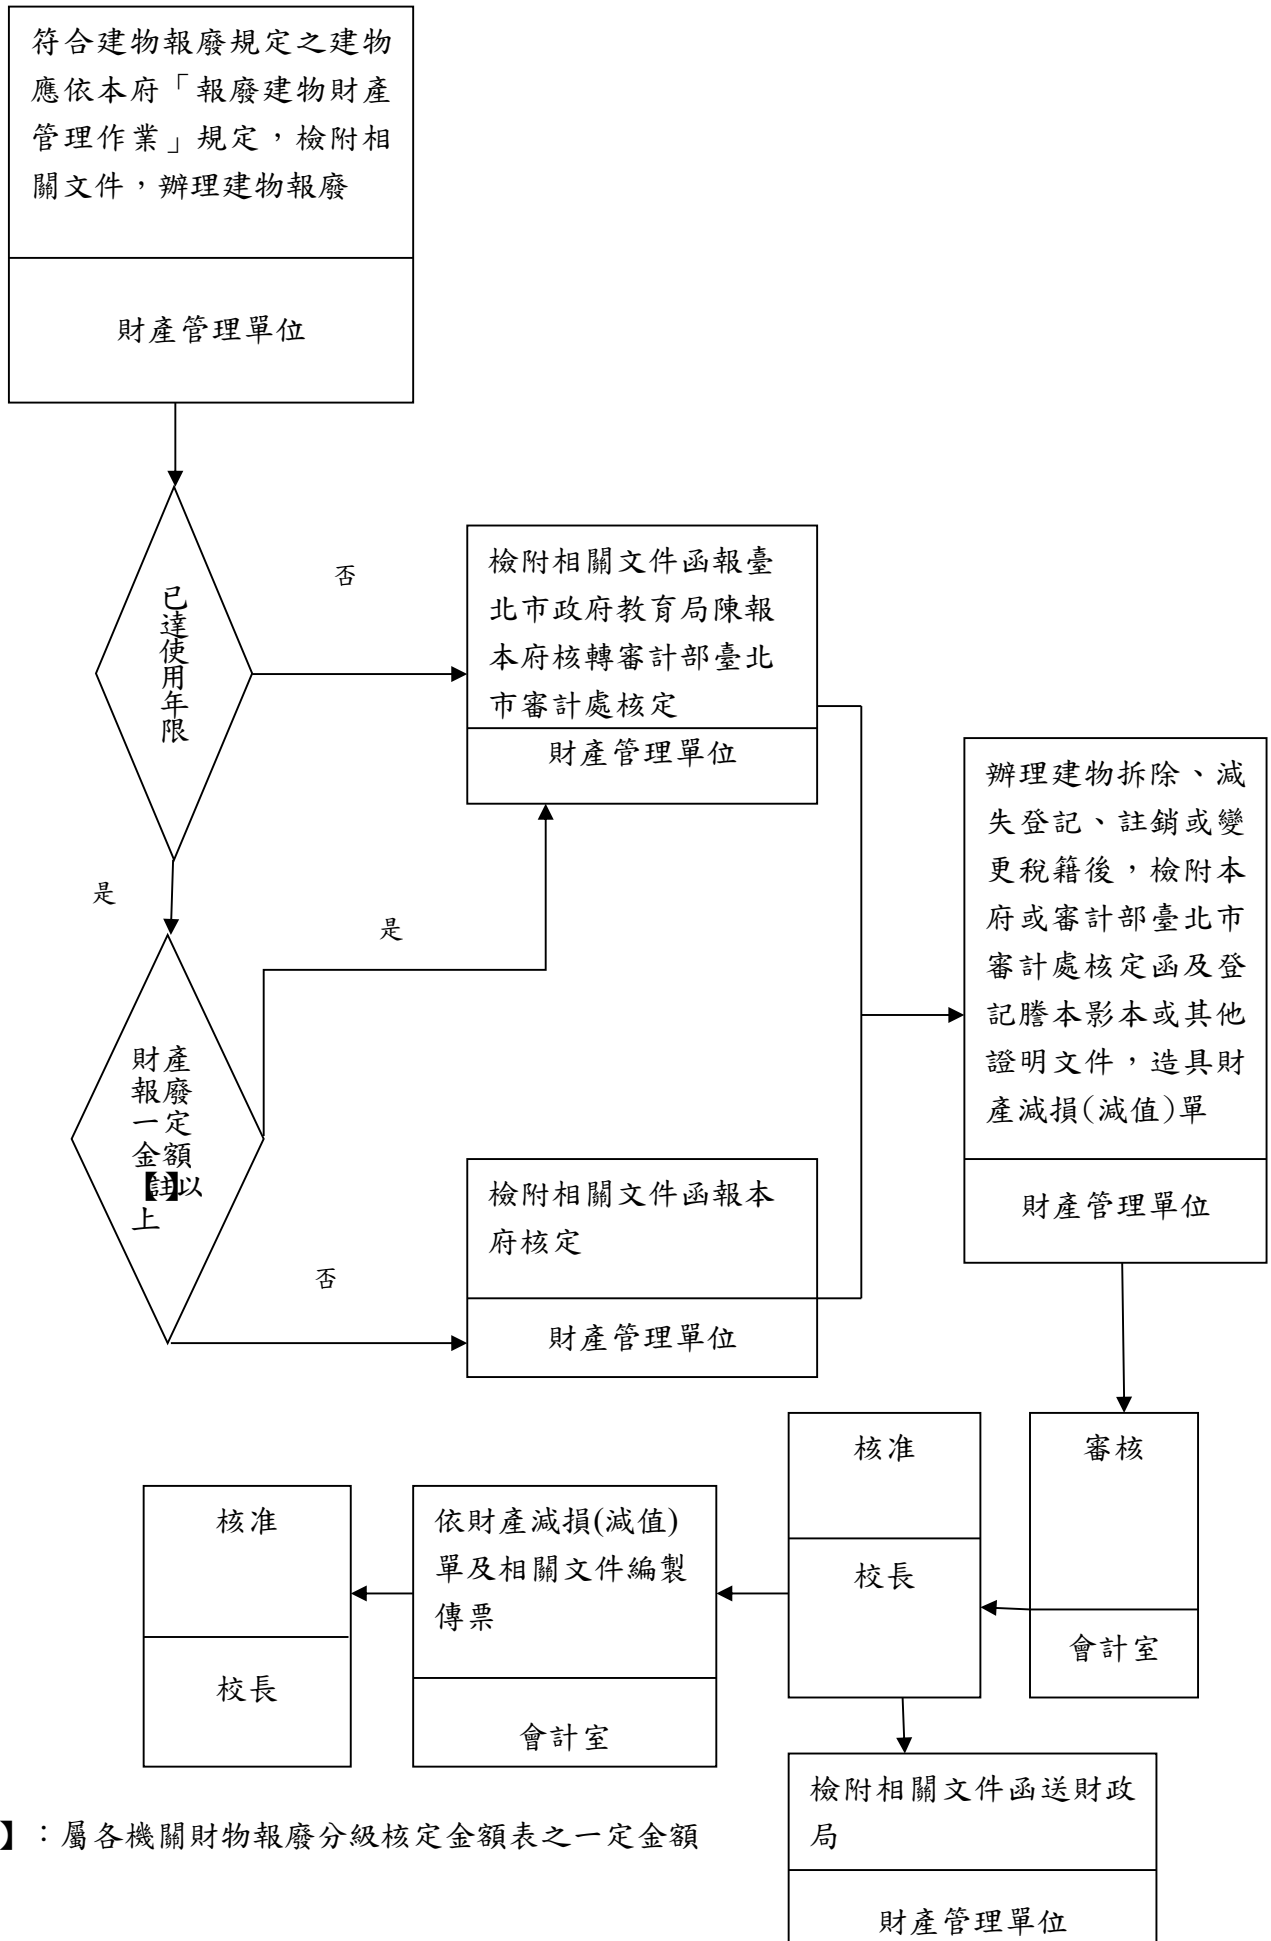 符合建物報廢規定之建物
應依本府「報廢建物財產
管理作業」規定，檢附相
關文件，辦理建物報廢
財產管理單位
已達使用年限
否
檢附相關文件函報臺
北市政府教育局陳報
本府核轉審計部臺北
市審計處核定
財產管理單位
是
是
財產
報廢
一定
金額
【註】以
上
否
檢附相關文件函報本
府核定
財產管理單位
辦理建物拆除、滅
失登記、註銷或變
更稅籍後，檢附本
府或審計部臺北市
審計處核定函及登
記謄本影本或其他
證明文件，造具財
產減損(減值)單
財產管理單位
審核
會計室
核准
校長
依財產減損(減值)
單及相關文件編製
傳票
會計室
核准
校長
檢附相關文件函送財政
局
財產管理單位
】：屬各機關財物報廢分級核定金額表之一定金額